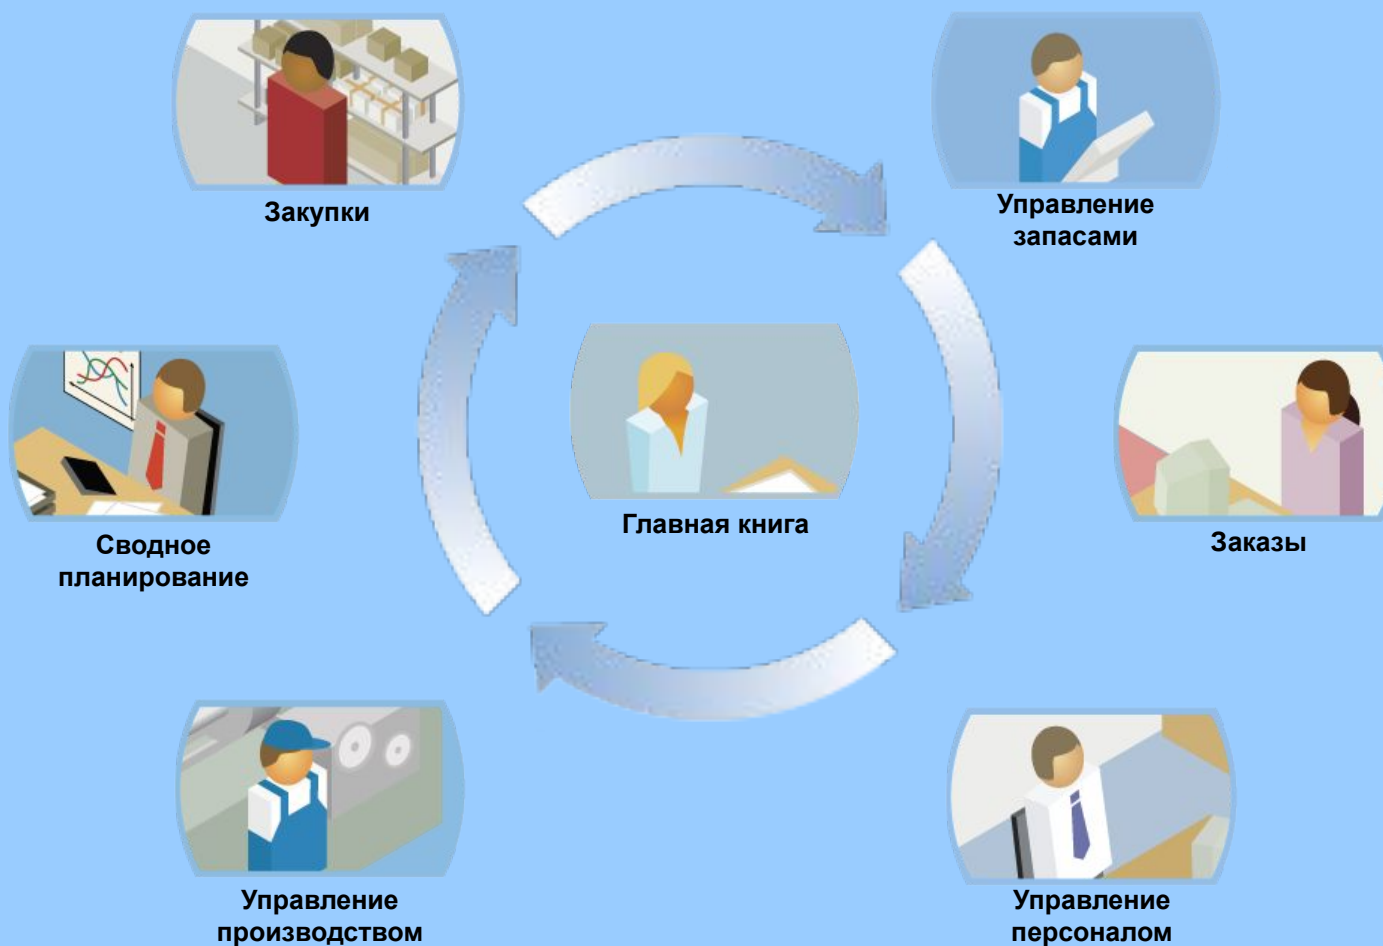 Закупки
Управление
запасами
Главная книга
Сводное
планирование
Заказы
Управление
производством
Управление
персоналом